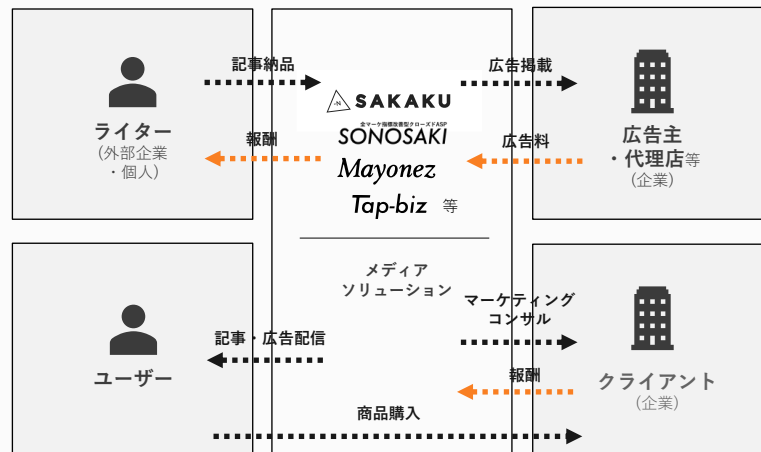 記事納品
広告掲載
-N
SAKAKU
全マーケ指標改善型クローズドASP
SONOSAKI
Mayonez
Tap-biz 等
ライター
(外部企業
・個人)
報酬
広告料
広告主
・代理店等
(企業)
メディア
ソリューション
マーケティング
コンサル
記事・広告配信
ユーザー
報酬
クライアント
(企業)
商品購入